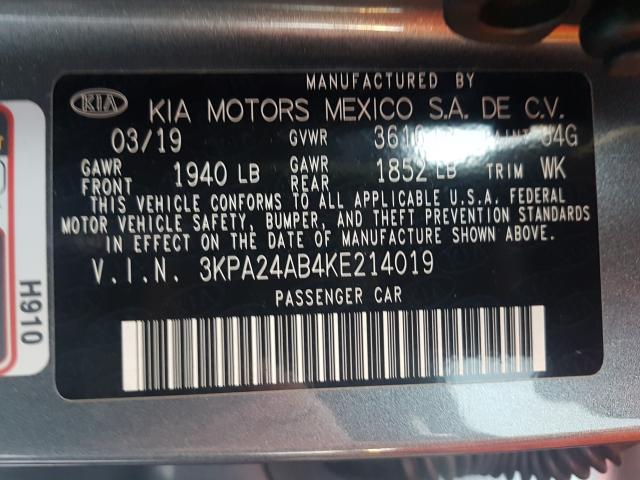 MANUFACTURED BY
KIA KIA MOTORS MEXICO S.A. DE C.V.
03/19 GVWR U4G
GAWR FRONT 1940 LB GAWR REAR 1852 LB TRIM WK
THIS VEHICLE CONFORMS TO ALL APPLICABLE U.S.A. FEDERAL
MOTOR VEHICLE SAFETY, BUMPER, AND THEFT PREVENTION STANDARDS
IN EFFECT ON THE DATE OF MANUFACTURE SHOWN ABOVE.
V.I.N. 3KPA24AB4KE214019
PASSENGER CAR
H910